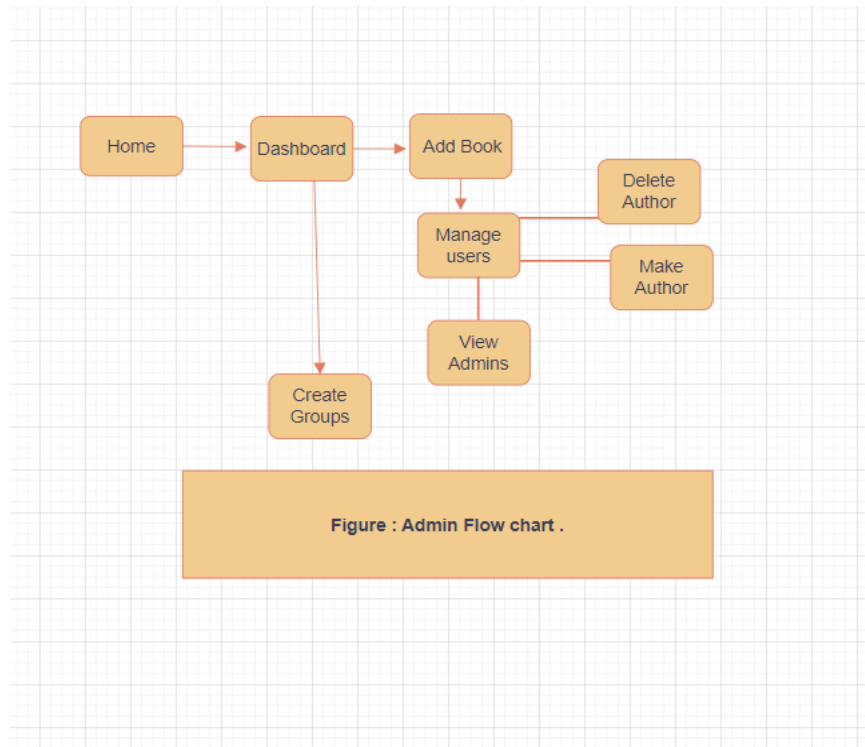 Home
Dashboard
Add Book
Delete
Author
Manage
users
Make
Author
View
Admins
Create
Groups
Figure : Admin Flow chart .